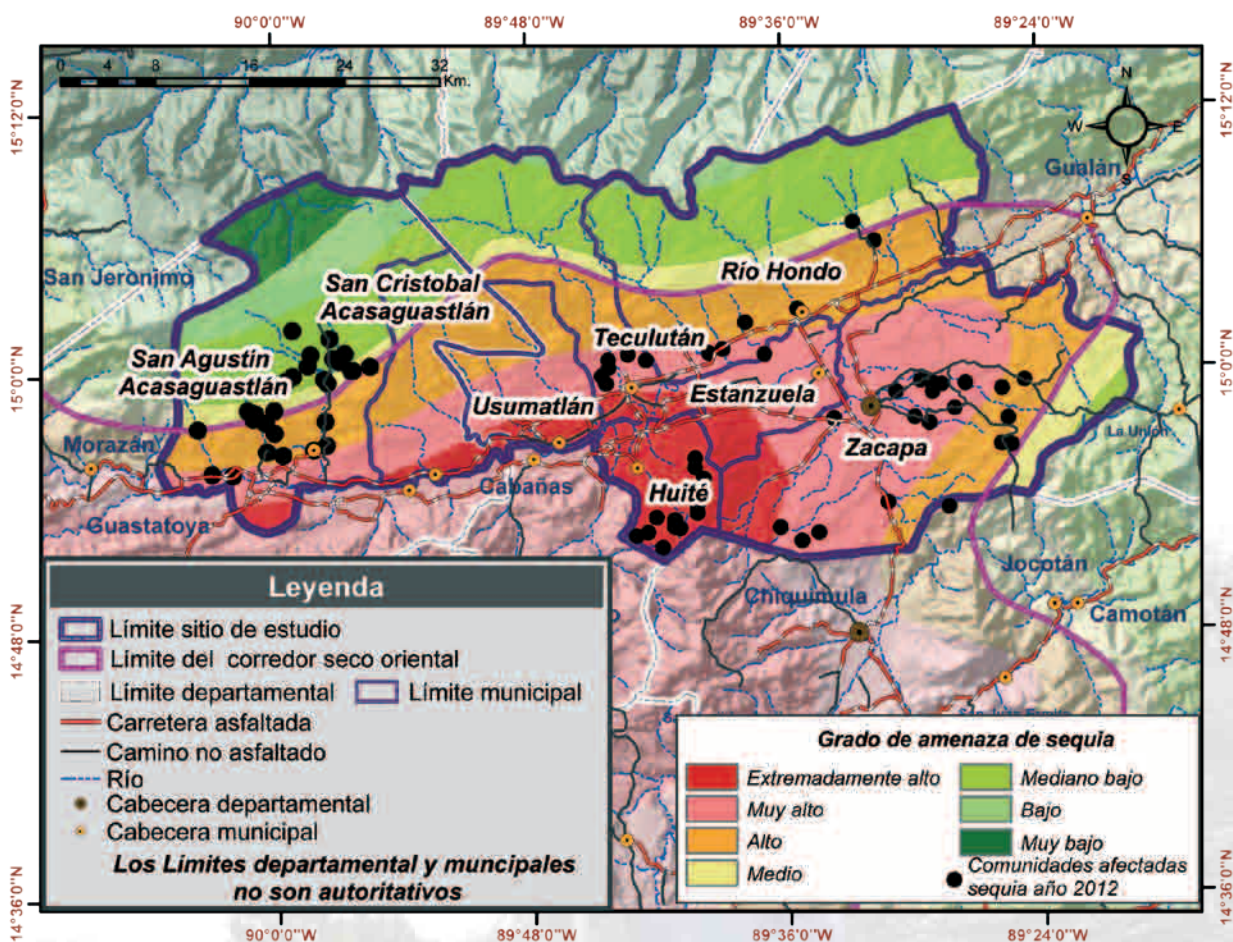 90°0'0"W
89°48'0"W
89°36'0"W
89°24'0"W
0 4 8 16 24 32
Km.
N
W E
S
15°12'0"N
15°12'0"N
Gualán
San Jerónimo
San Cristobal
Acasaguastlán
Río Hondo
San Agustín
Acasaguastlán
Teculután
15°0'0"N
15°0'0"N
Estanzuela
Usumatlán
La Unión
Morazán
Zacapa
Cabañas
Huité
Guastatoya
Jocotán
Chiquimula
Camotán
14°48'0"N
14°48'0"N
Leyenda
Límite sitio de estudio
Límite del corredor seco oriental
Límite departamental
Límite municipal
Carretera asfaltada
Camino no asfaltado
Río
Cabecera departamental
Cabecera municipal
Los Límites departamental y muncipales
no son autoritativos
Grado de amenaza de sequia
Extremadamente alto
Muy alto
Alto
Medio
Mediano bajo
Bajo
Muy bajo
Comunidades afectadas
sequia año 2012
14°36'0"N
14°36'0"N
90°0'0"W
89°48'0"W
89°36'0"W
89°24'0"W